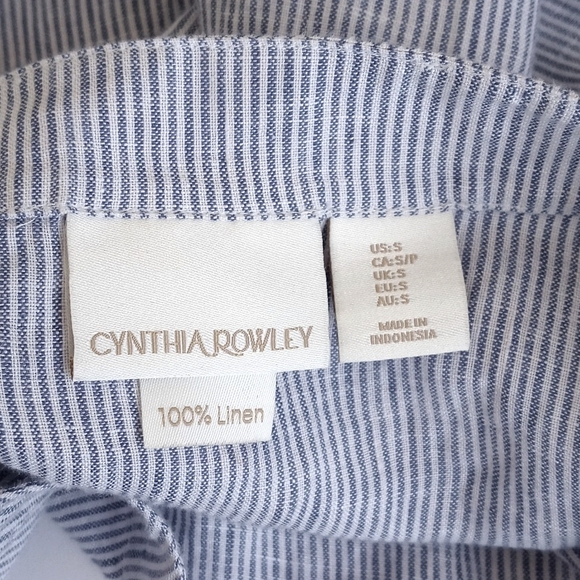 CYNTHIA ROWLEY
100% Linen
US: S
CA: S/P
UK: S
EU: S
AU: S
MADE IN
INDONESIA